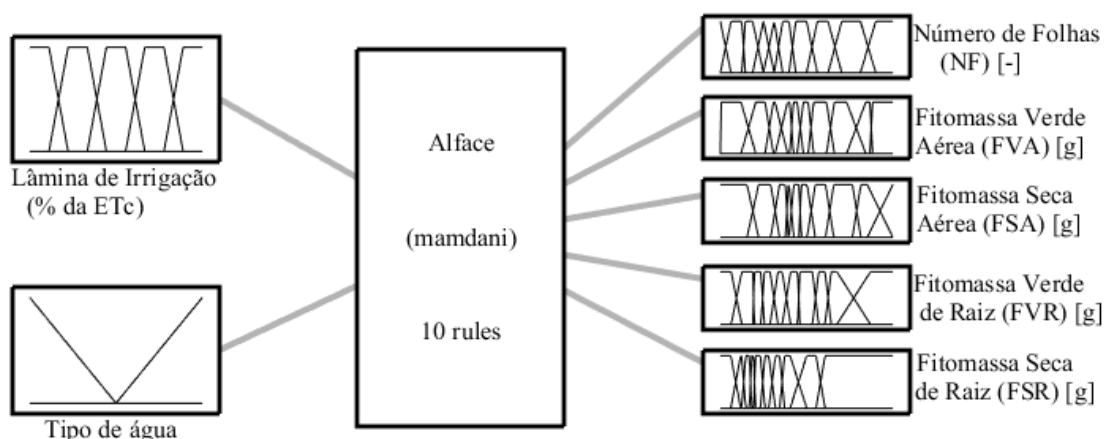 Lâmina de Irrigação
(% da ETc)
Tipo de água
Alface
(mamdani)
10 rules
Número de Folhas
(NF) [-]
Fitomassa Verde
Aérea (FVA) [g]
Fitomassa Seca
Aérea (FSA) [g]
Fitomassa Verde
de Raiz (FVR) [g]
Fitomassa Seca
de Raiz (FSR) [g]